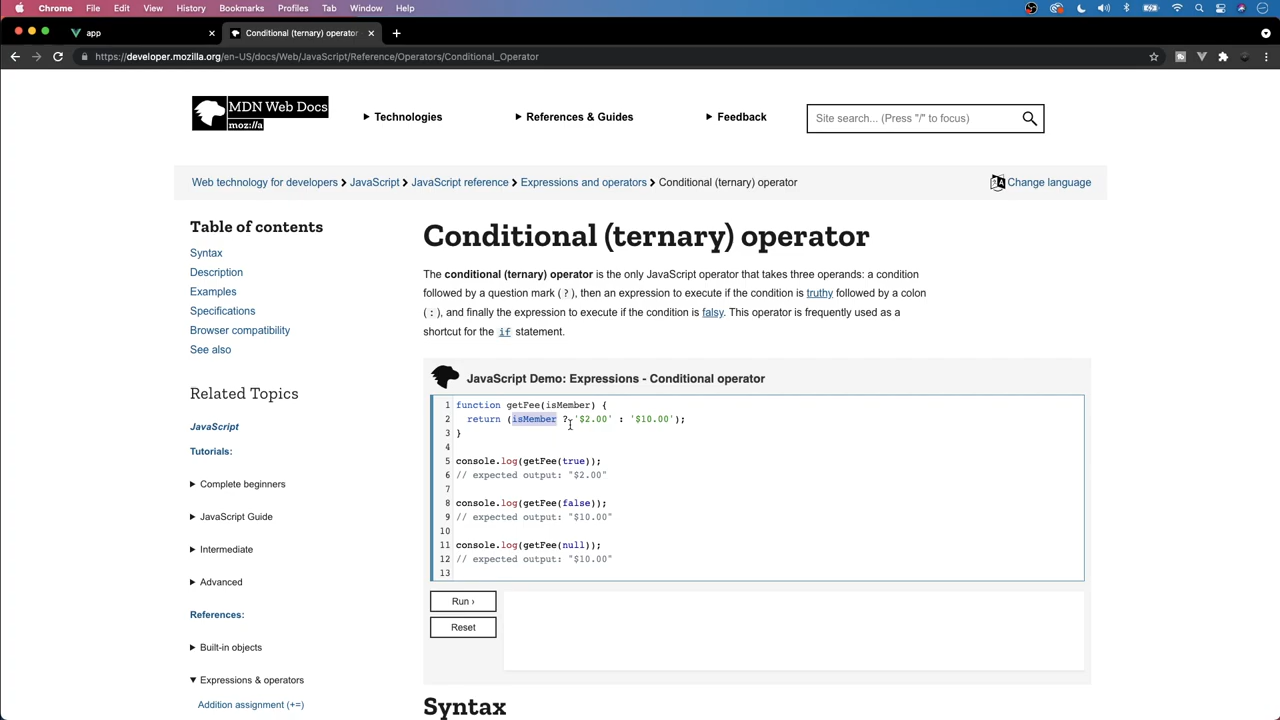 Chrome File Edit View History Bookmarks Profiles Tab Window Help
app
Conditional (ternary) operator
https://developer.mozilla.org/en-US/docs/Web/JavaScript/Reference/Operators/Conditional_Operator
MDN Web Docs
moz://a
Technologies
References & Guides
Feedback
Site search... (Press "/" to focus)
Web technology for developers > JavaScript > JavaScript reference > Expressions and operators > Conditional (ternary) operator
Change language
Table of contents
Syntax
Description
Examples
Specifications
Browser compatibility
See also
Related Topics
JavaScript
Tutorials:
Complete beginners
JavaScript Guide
Intermediate
Advanced
References:
Built-in objects
Expressions & operators
Addition assignment (+=)
Conditional (ternary) operator
The conditional (ternary) operator is the only JavaScript operator that takes three operands: a condition
followed by a question mark (?), then an expression to execute if the condition is truthy followed by a colon
(:), and finally the expression to execute if the condition is falsy. This operator is frequently used as a
shortcut for the if statement.
JavaScript Demo: Expressions - Conditional operator
1 function getFee(isMember) {
2 return (isMember ? '$2.00' : '$10.00');
3 }
4
5 console.log(getFee(true));
6 // expected output: "$2.00"
7
8 console.log(getFee(false));
9 // expected output: "$10.00"
10
11 console.log(getFee(null));
12 // expected output: "$10.00"
13
Run ›
Reset
Syntax